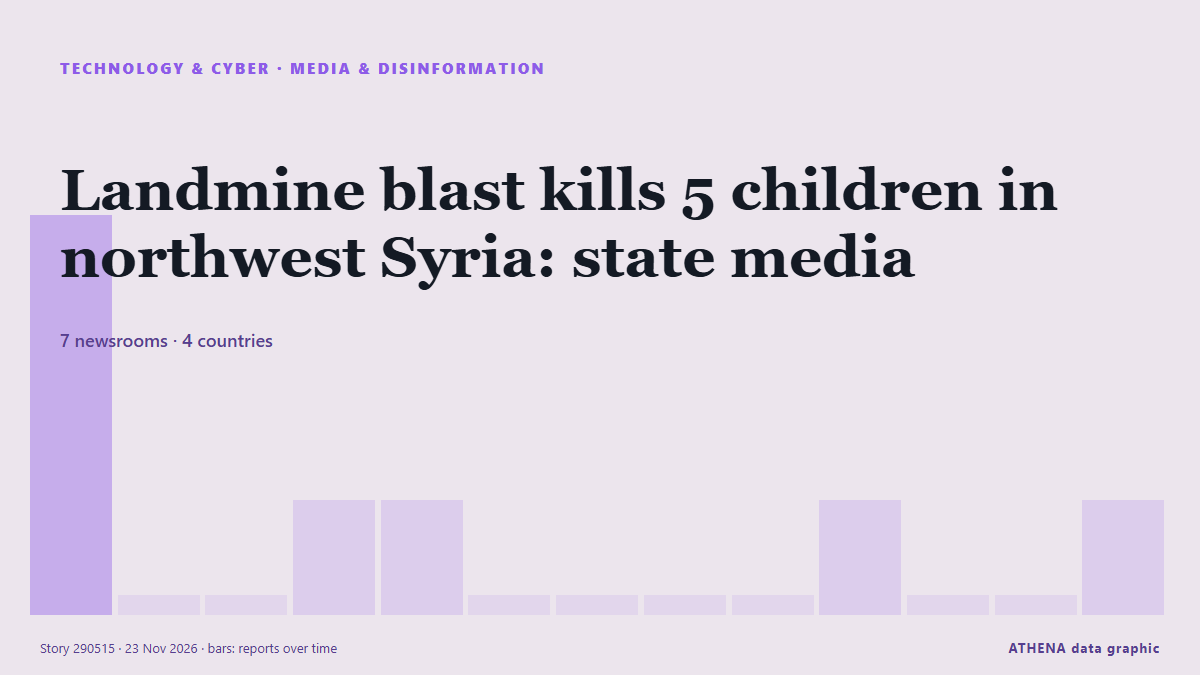 TECHNOLOGY & CYBER · MEDIA & DISINFORMATION
Landmine blast kills 5 children in
northwest Syria: state media
7 newsrooms · 4 countries
Story 290515 · 23 Nov 2026 · bars: reports over time
ATHENA data graphic